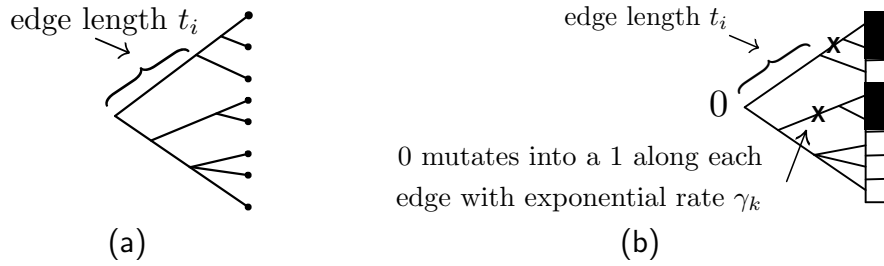 edge length $t_i$
(a)
edge length $t_i$
0
X
X
0 mutates into a 1 along each
edge with exponential rate $\gamma_k$
(b)